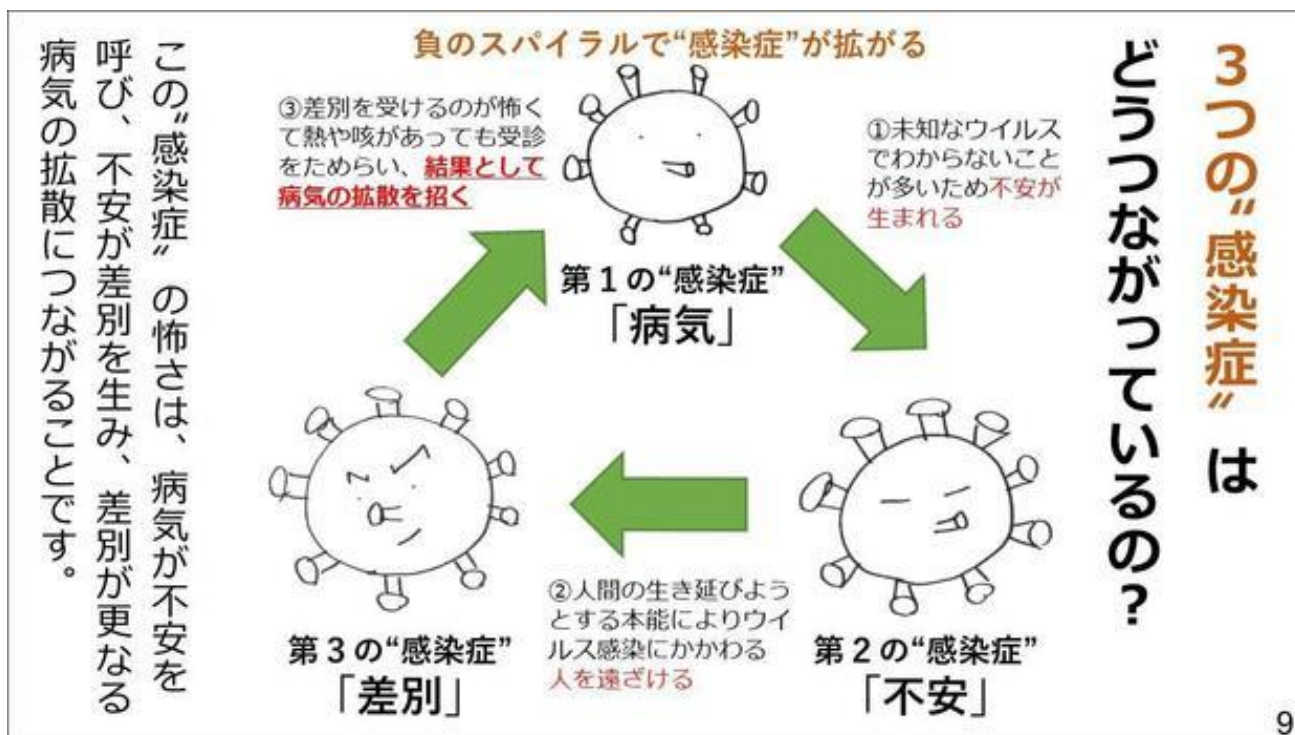 3つの〝感染症〟は
どうつながっているの？
負のスパイラルで“感染症”が拡がる
①未知なウイルス
でわからないこと
が多いため不安が
生まれる
③差別を受けるのが怖く
て熱や咳があっても受診
をためらい、結果として
病気の拡散を招く
第1の“感染症”
「病気」
②人間の生き延びよう
とする本能によりウイ
ルス感染にかかわる
人を遠ざける
第2の“感染症”
「不安」
第3の“感染症”
「差別」
この〝感染症〟の怖さは、病気が不安を
呼び、不安が差別を生み、差別が更なる
病気の拡散につながることです。
9